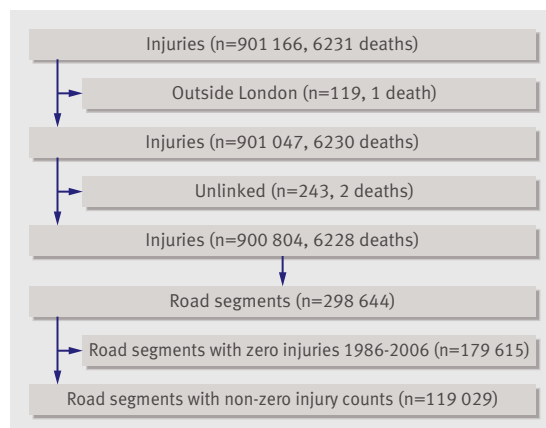 Injuries (n=901 166, 6231 deaths)
Outside London (n=119, 1 death)
Injuries (n=901 047, 6230 deaths)
Unlinked (n=243, 2 deaths)
Injuries (n=900 804, 6228 deaths)
Road segments (n=298 644)
Road segments with zero injuries 1986-2006 (n=179 615)
Road segments with non-zero injury counts (n=119 029)